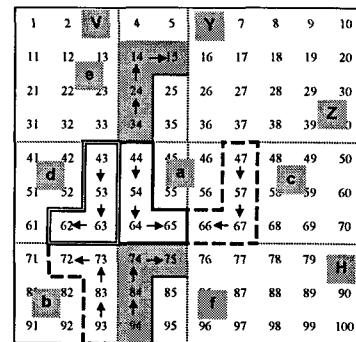 1 2 V 4 5 Y 7 8 9 10
11 12 13 14 15 16 17 18 19 20
e
21 22 23 24 25 26 27 28 29 30
Z
31 32 33 34 35 36 37 38 39
41 42 43 44 45 46 47 48 49 50
d a c
51 52 53 54 55 56 57 58 59 60
61 62 63 64 65 66 67 68 69 70
71 72 73 74 75 76 77 78 79 H
82 83 84 85 87 88 89 90
b f
91 92 93 94 95 96 97 98 99 100